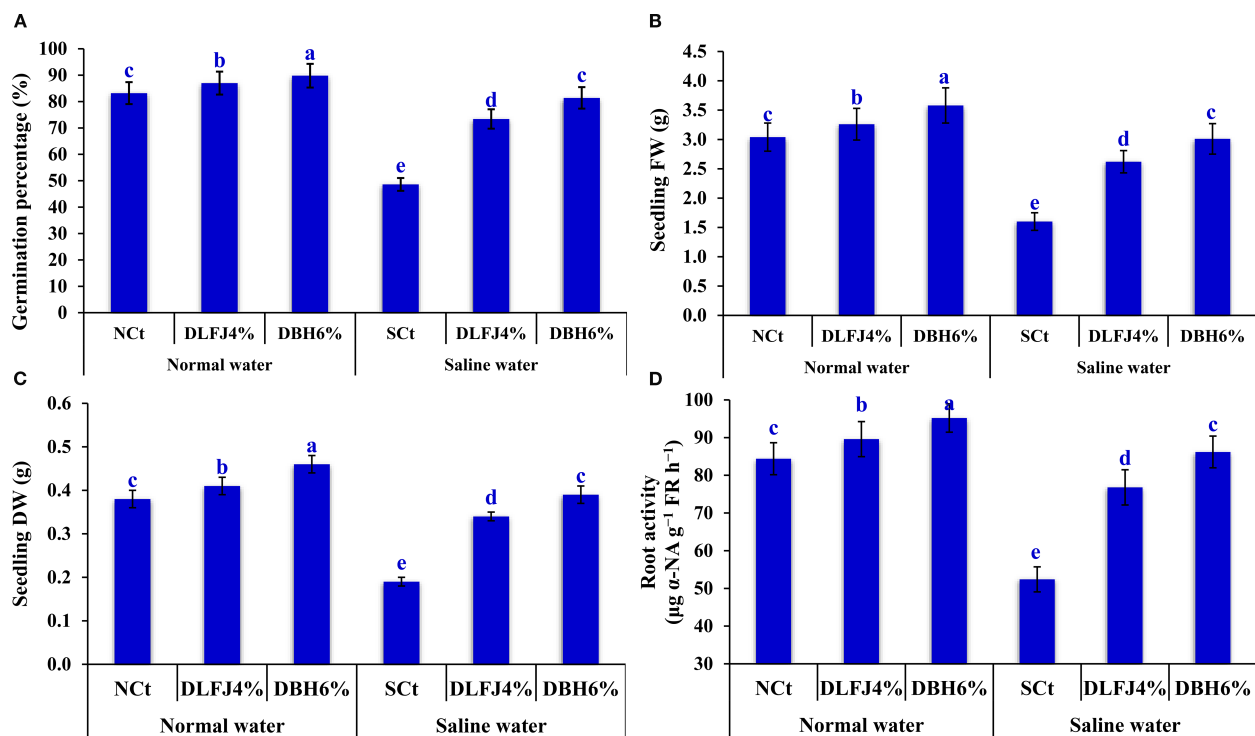 A
Germination percentage (%)
100
90
80
70
60
50
40
30
20
10
0
c
b
a
e
d
c
NCt
DLFJ4%
DBH6%
SCt
DLFJ4%
DBH6%
Normal water
Saline water
B
Seedling FW (g)
4.5
4.0
3.5
3.0
2.5
2.0
1.5
1.0
0.5
0.0
c
b
a
e
d
c
NCt
DLFJ4%
DBH6%
SCt
DLFJ4%
DBH6%
Normal water
Saline water
C
Seedling DW (g)
0.6
0.5
0.4
0.3
0.2
0.1
0.0
c
b
a
e
d
c
NCt
DLFJ4%
DBH6%
SCt
DLFJ4%
DBH6%
Normal water
Saline water
D
Root activity
(µg α-NA g⁻¹ FR h⁻¹)
100
90
80
70
60
50
40
30
c
b
a
e
d
c
NCt
DLFJ4%
DBH6%
SCt
DLFJ4%
DBH6%
Normal water
Saline water